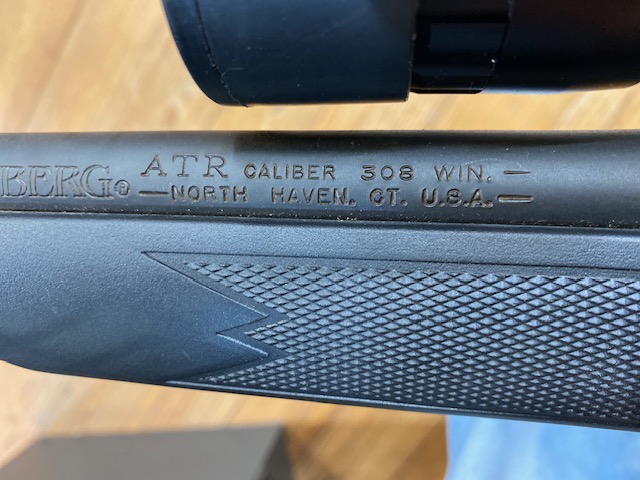 BERG® ATR CALIBER 308 WIN. —
— NORTH HAVEN, CT. U.S.A. —